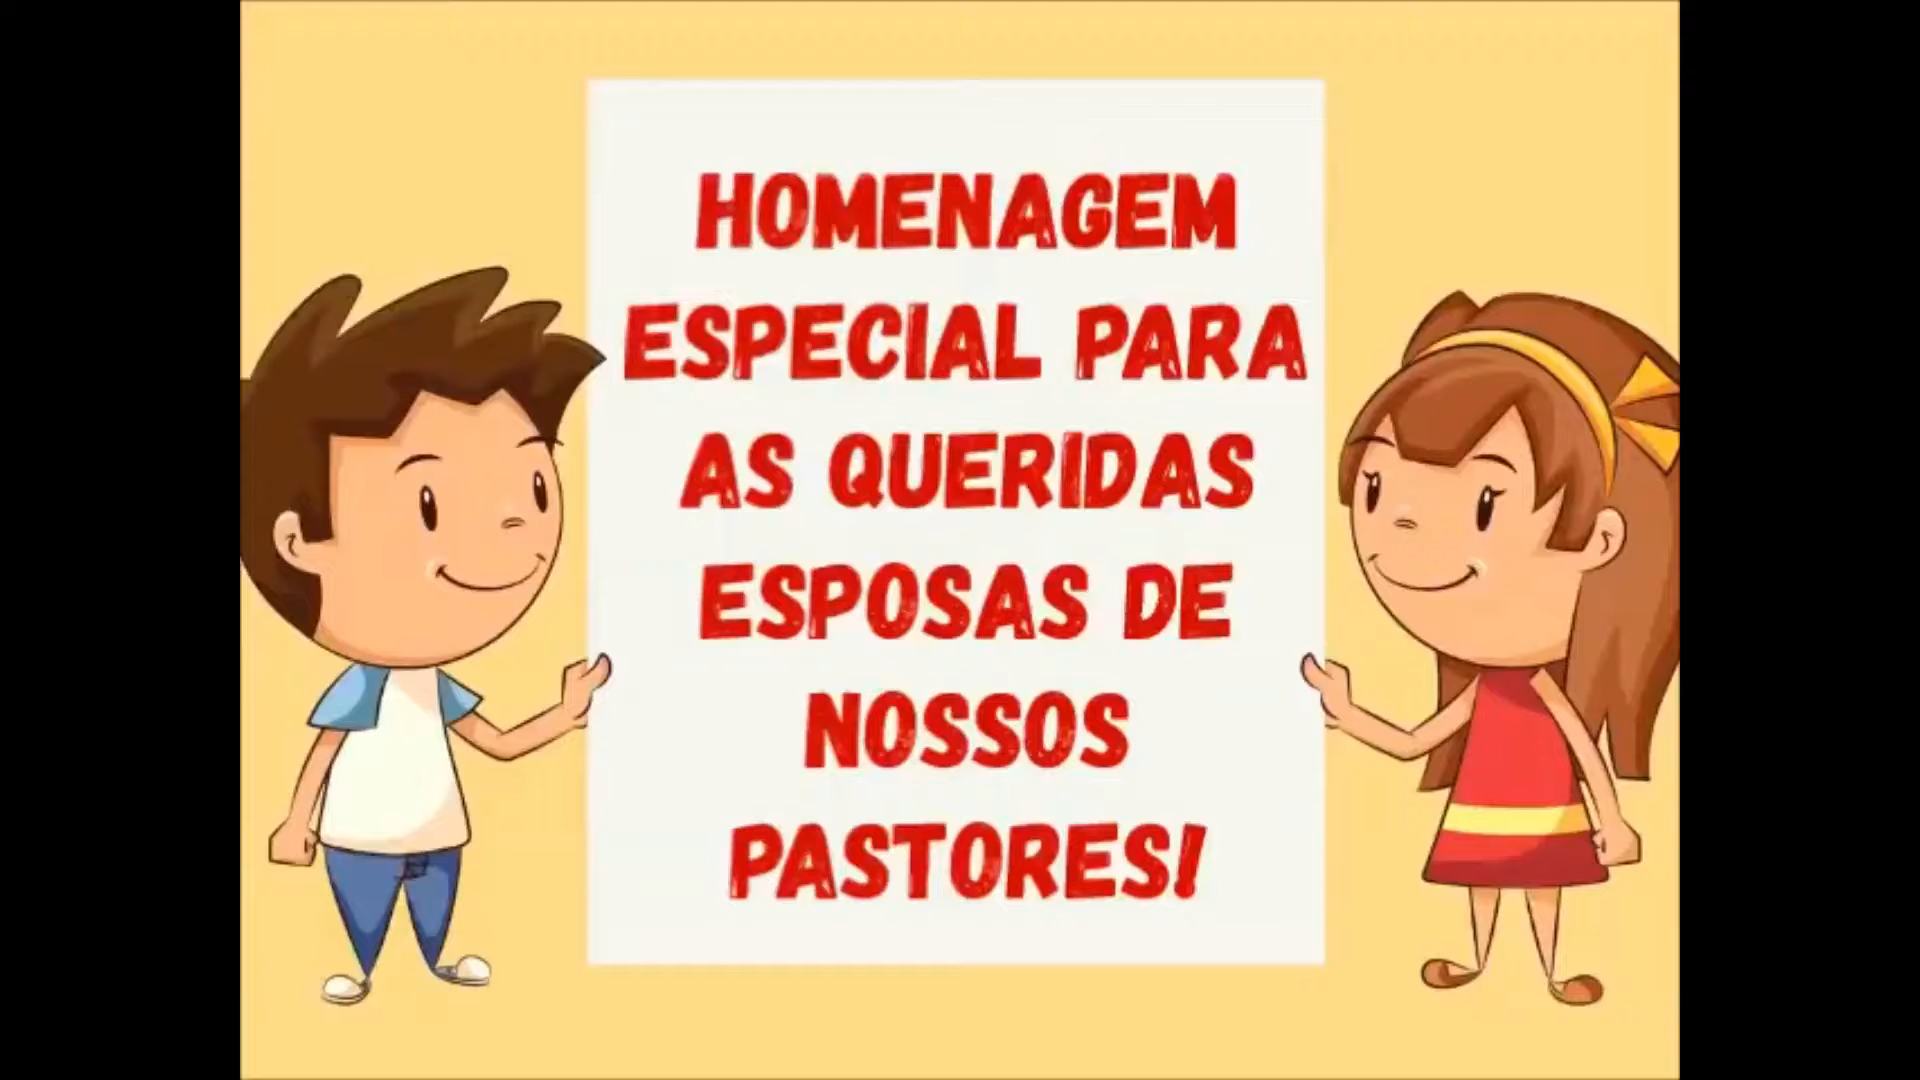 HOMENAGEM
ESPECIAL PARA
AS QUERIDAS
ESPOSAS DE
NOSSOS
PASTORES!